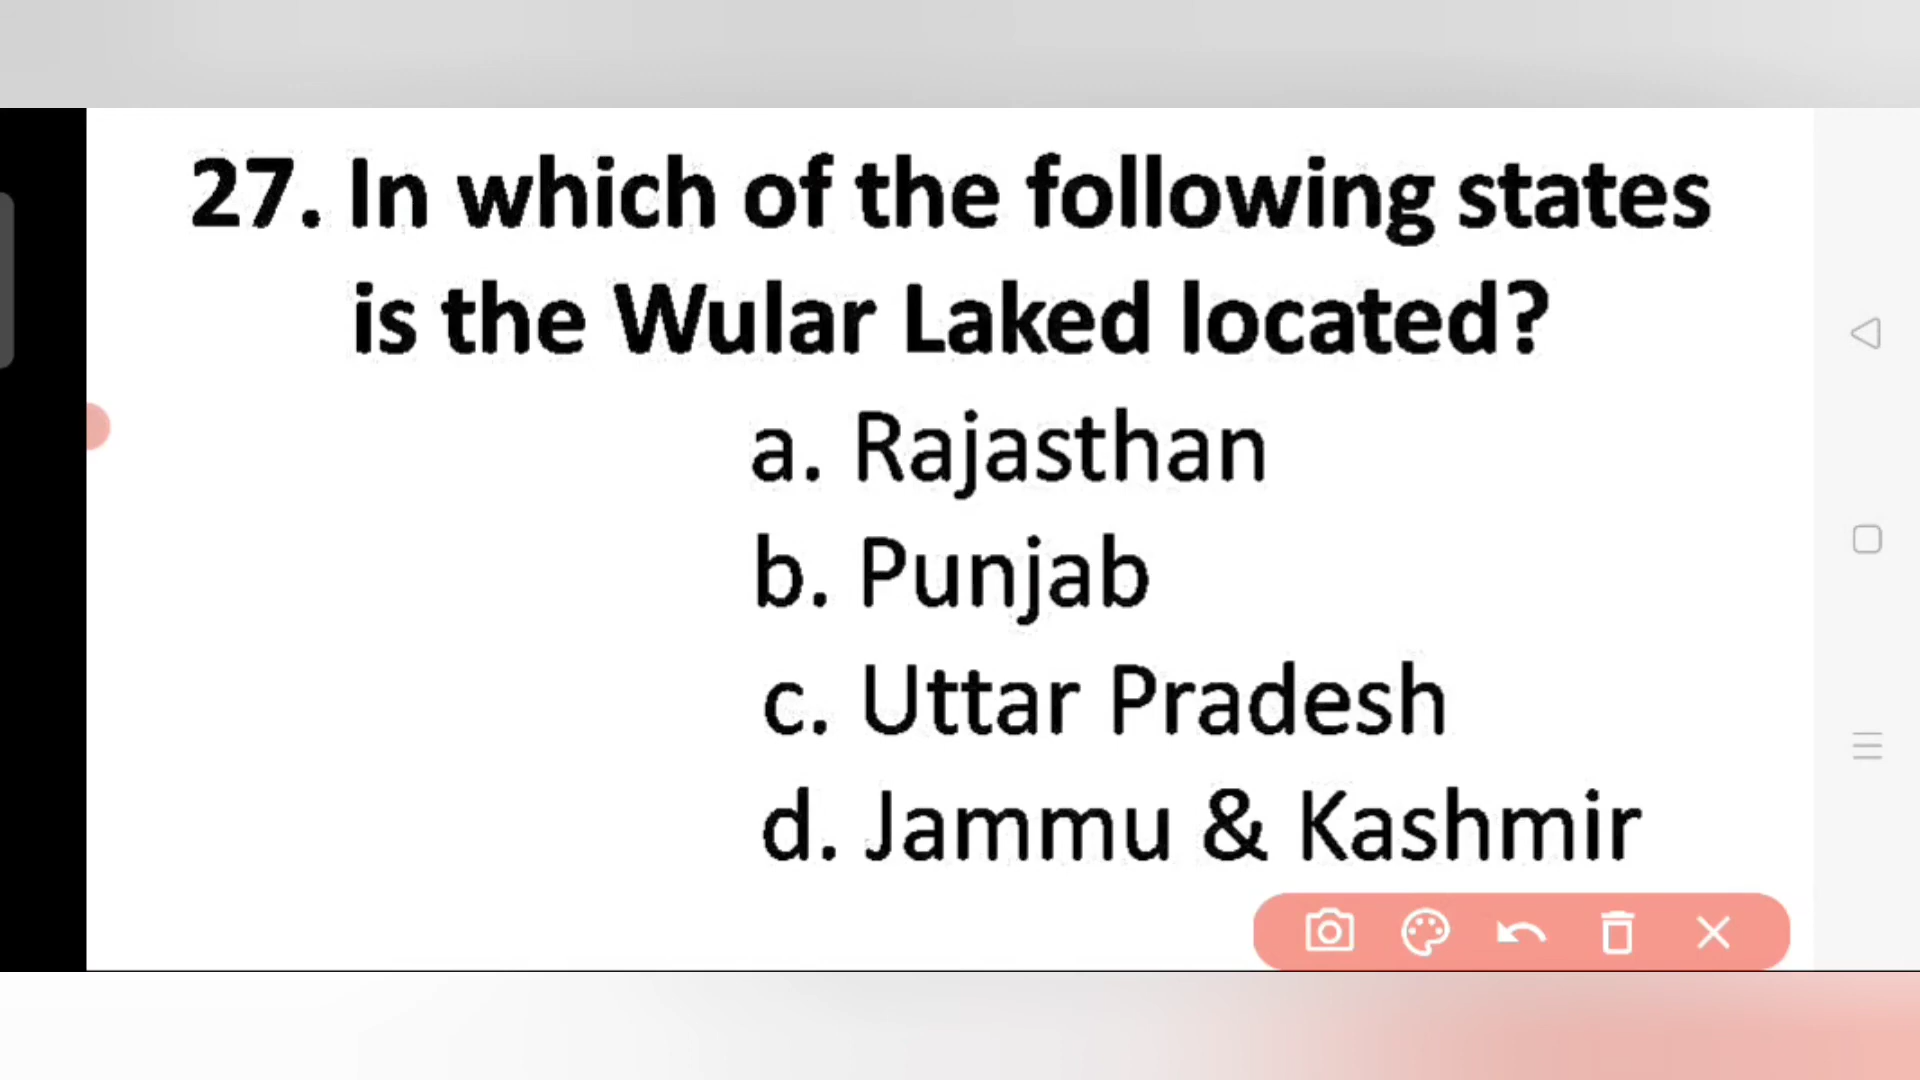 27. In which of the following states
is the Wular Laked located?
a. Rajasthan
b. Punjab
c. Uttar Pradesh
d. Jammu & Kashmir